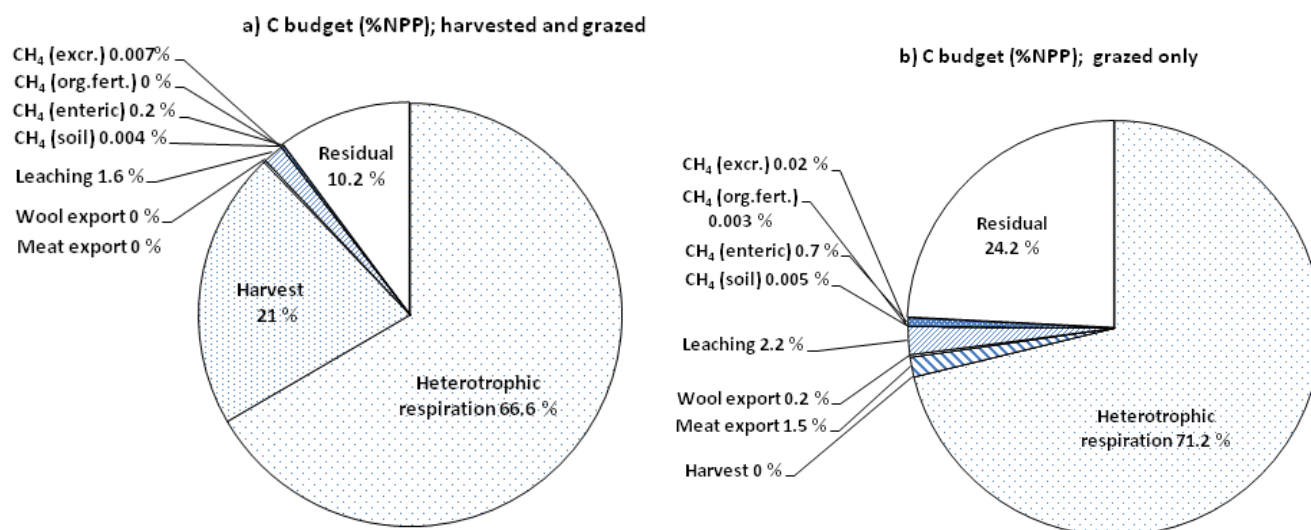 a) C budget (%NPP); harvested and grazed
CH₄ (excr.) 0.007%
CH₄ (org.fert.) 0 %
CH₄ (enteric) 0.2 %
CH₄ (soil) 0.004 %
Leaching 1.6 %
Wool export 0 %
Meat export 0 %
Residual
10.2 %
Harvest
21 %
Heterotrophic
respiration 66.6 %
b) C budget (%NPP); grazed only
CH₄ (excr.) 0.02 %
CH₄ (org.fert.)
0.003 %
CH₄ (enteric) 0.7 %
CH₄ (soil) 0.005 %
Leaching 2.2 %
Wool export 0.2 %
Meat export 1.5 %
Harvest 0 %
Residual
24.2 %
Heterotrophic
respiration 71.2 %